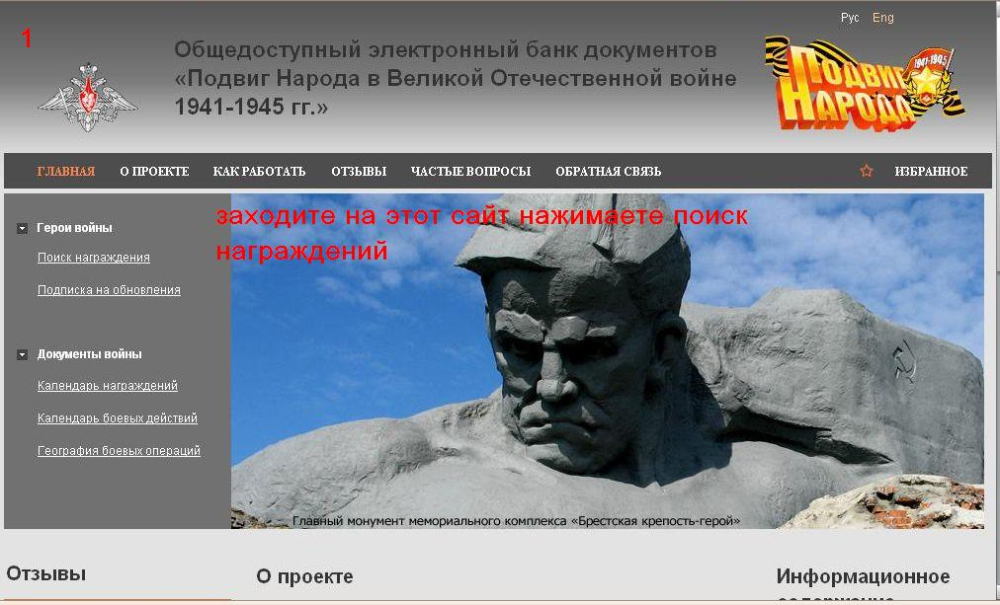 Рус Eng
1
Общедоступный электронный банк документов
«Подвиг Народа в Великой Отечественной войне
1941-1945 гг.»
1941-1945
ПОДВИГ
НАРОДА
ГЛАВНАЯ О ПРОЕКТЕ КАК РАБОТАТЬ ОТЗЫВЫ ЧАСТЫЕ ВОПРОСЫ ОБРАТНАЯ СВЯЗЬ ИЗБРАННОЕ
заходите на этот сайт нажимаете поиск
награждений
Герои войны
Поиск награждения
Подписка на обновления
Документы войны
Календарь награждений
Календарь боевых действий
География боевых операций
Главный монумент мемориального комплекса «Брестская крепость-герой»
Отзывы
О проекте
Информационное
содержание